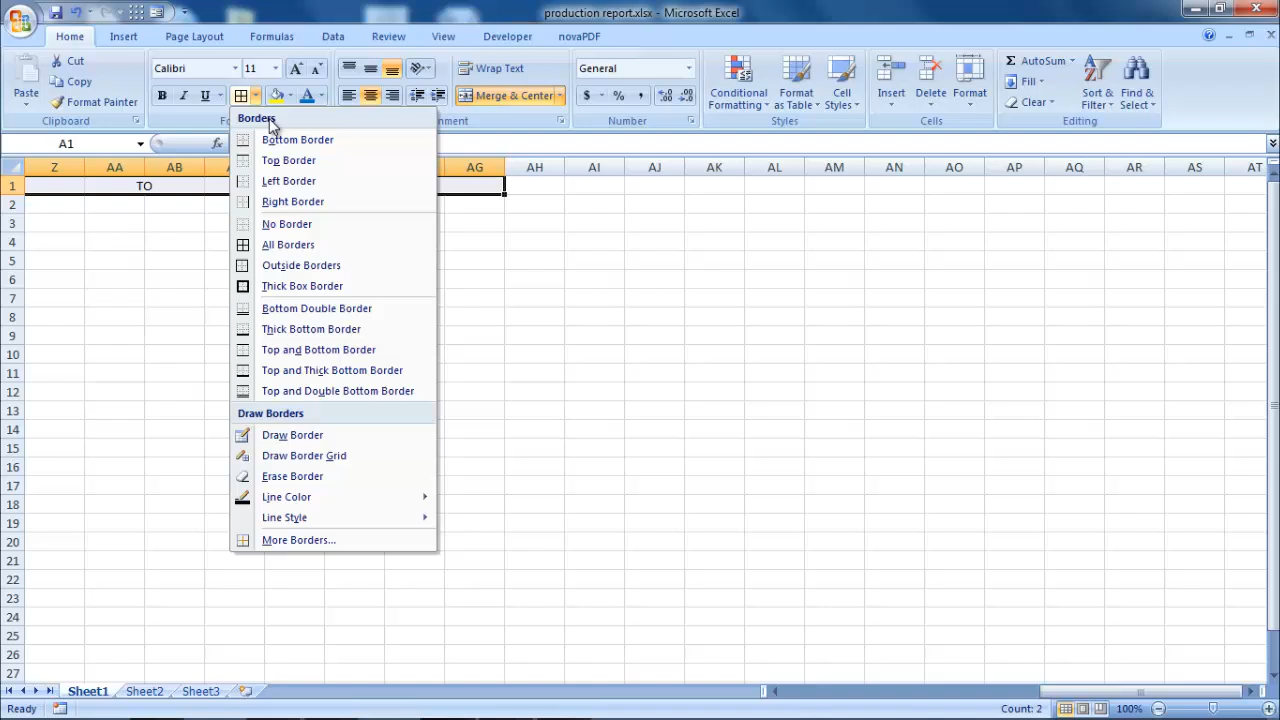 production report.xlsx - Microsoft Excel
Home Insert Page Layout Formulas Data Review View Developer novaPDF
Paste
Cut
Copy
Format Painter
Clipboard
Calibri 11
B I U
Wrap Text
Merge & Center
General
$ % ,
Number
Conditional Formatting
Format as Table
Cell Styles
Styles
Insert Delete Format
Cells
Σ AutoSum
Fill
Clear
Sort & Filter
Find & Select
Editing
A1 fx
Z AA AB AG AH AI AJ AK AL AM AN AO AP AQ AR AS AT
1 TO
2
3
4
5
6
7
8
9
10
11
12
13
14
15
16
17
18
19
20
21
22
23
24
25
26
27
Borders
Bottom Border
Top Border
Left Border
Right Border
No Border
All Borders
Outside Borders
Thick Box Border
Bottom Double Border
Thick Bottom Border
Top and Bottom Border
Top and Thick Bottom Border
Top and Double Bottom Border
Draw Borders
Draw Border
Draw Border Grid
Erase Border
Line Color
Line Style
More Borders...
Sheet1 Sheet2 Sheet3
Ready Count: 2 100%